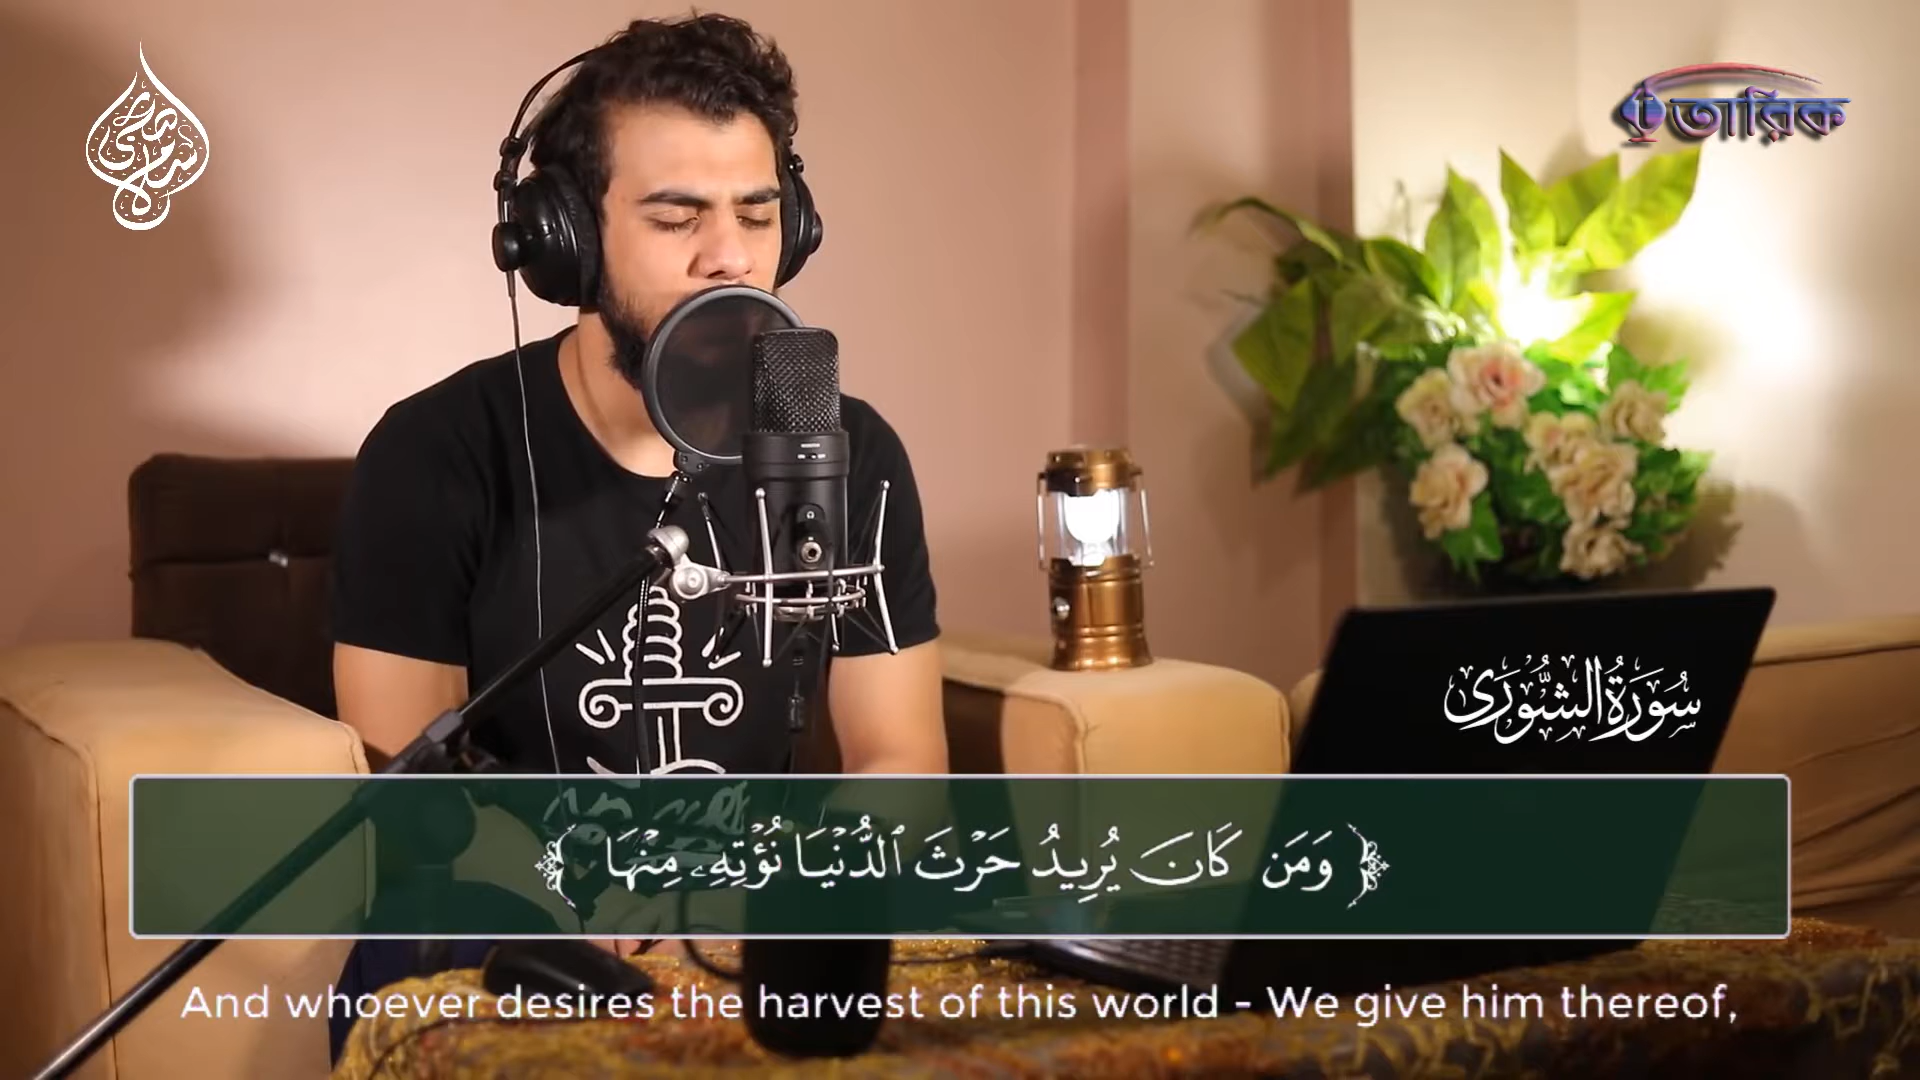 তারিক
سُورَةُ الشُّورَى
﴿ وَمَن كَانَ يُرِيدُ حَرْثَ ٱلدُّنْيَا نُؤْتِهِۦ مِنْهَا ﴾
And whoever desires the harvest of this world - We give him thereof,